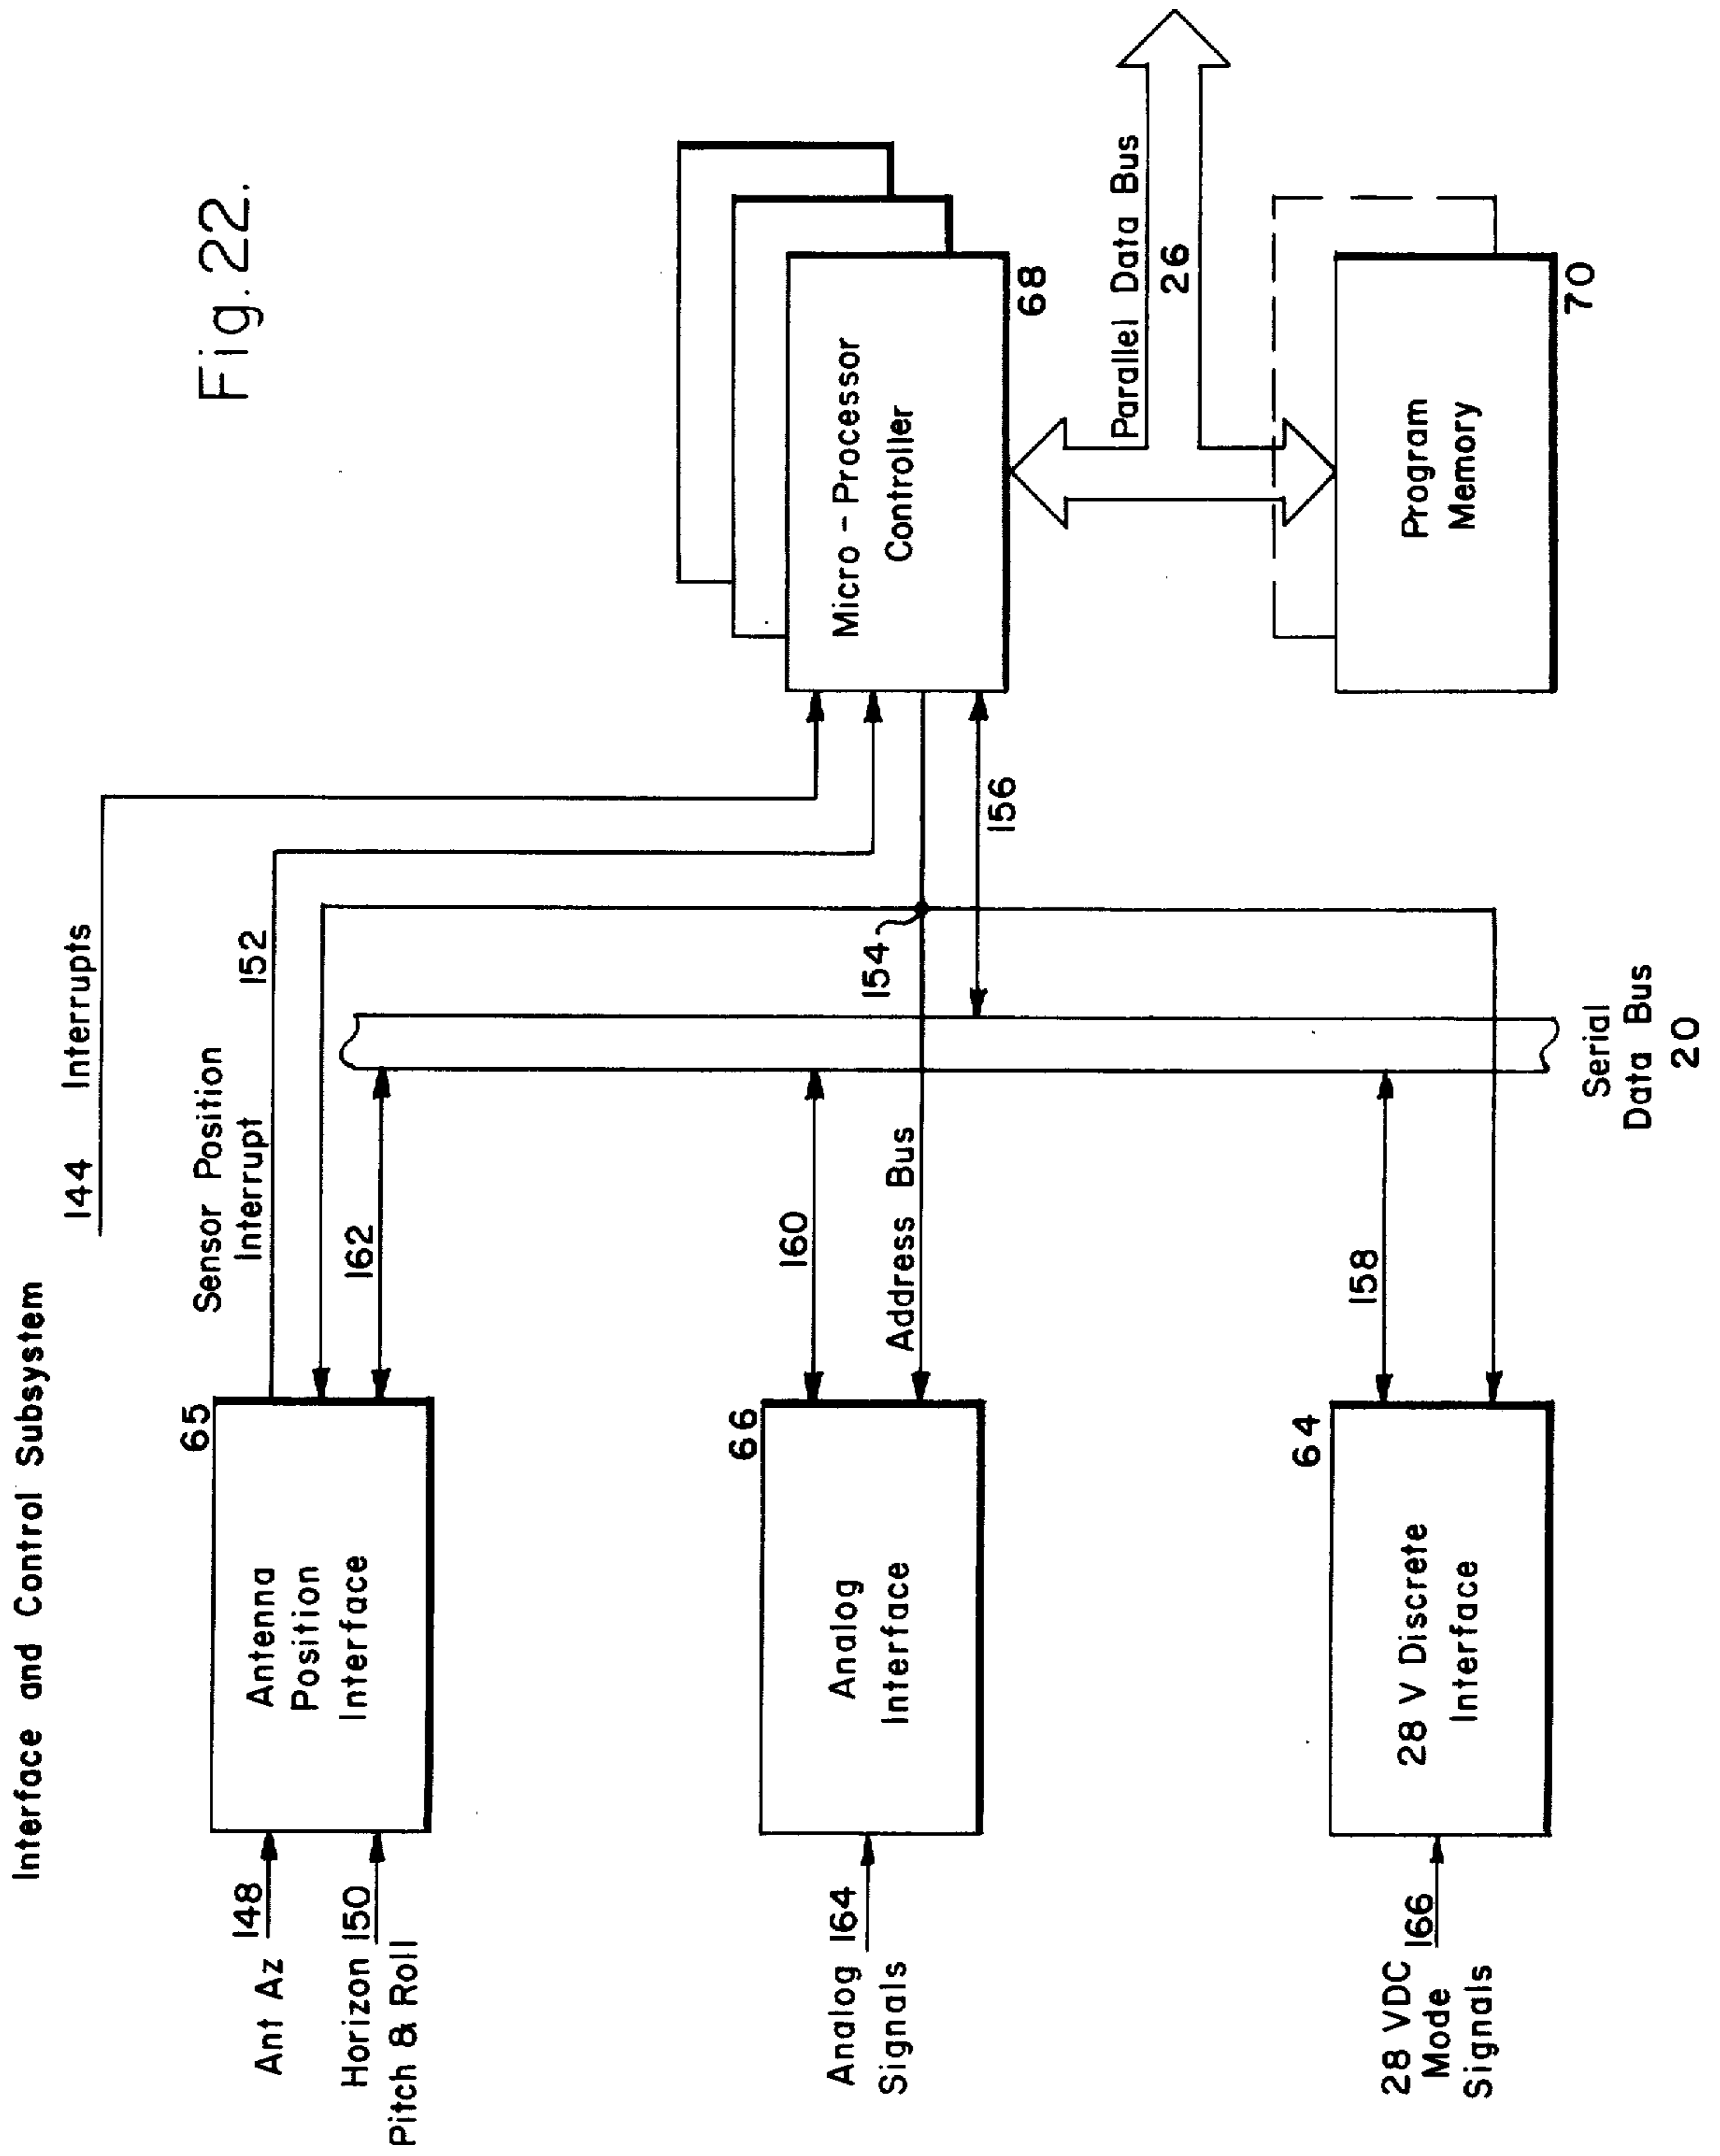 Interface and Control Subsystem
Fig. 22.
144 Interrupts
Sensor Position
Interrupt
152
Ant Az 148
Horizon 150
Pitch & Roll
65
Antenna
Position
Interface
162
Analog 164
Signals
66
Analog
Interface
160
Address Bus
154
156
Micro-Processor
Controller
68
Parallel Data Bus
26
28 VDC
Mode
Signals
166
64
28 V Discrete
Interface
158
Serial
Data Bus
20
Program
Memory
70